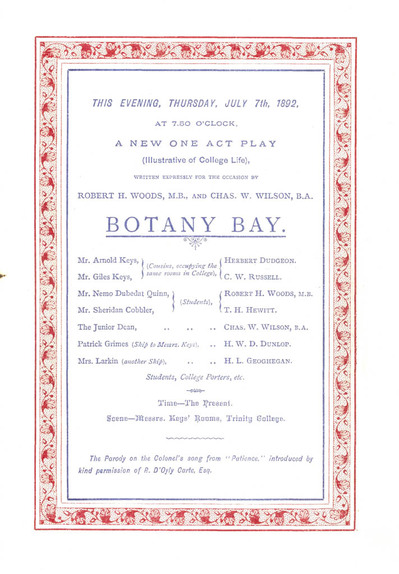 THIS EVENING, THURSDAY, JULY 7th, 1892,
AT 7.30 O'CLOCK,
A NEW ONE ACT PLAY
(Illustrative of College Life),
WRITTEN EXPRESSLY FOR THE OCCASION BY
ROBERT H. WOODS, M.B., AND CHAS. W. WILSON, B.A.
BOTANY BAY.
Mr. Arnold Keys, (Cousins, occupying the HERBERT DUDGEON.
Mr. Giles Keys, same rooms in College), C. W. RUSSELL.
Mr. Nemo Dubedat Quinn, (Students), ROBERT H. WOODS, M.B.
Mr. Sheridan Cobbler, T. H. HEWITT.
The Junior Dean, .. .. .. CHAS. W. WILSON, B.A.
Patrick Grimes (Ship to Messrs. Keys), .. H. W. D. DUNLOP.
Mrs. Larkin (another Ship), .. .. H. L. GEOGHEGAN.
Students, College Porters, etc.
Time—The Present.
Scene—Messrs. Keys' Rooms, Trinity College.
The Parody on the Colonel's song from "Patience," introduced by
kind permission of R. D'Oyly Carte, Esq.